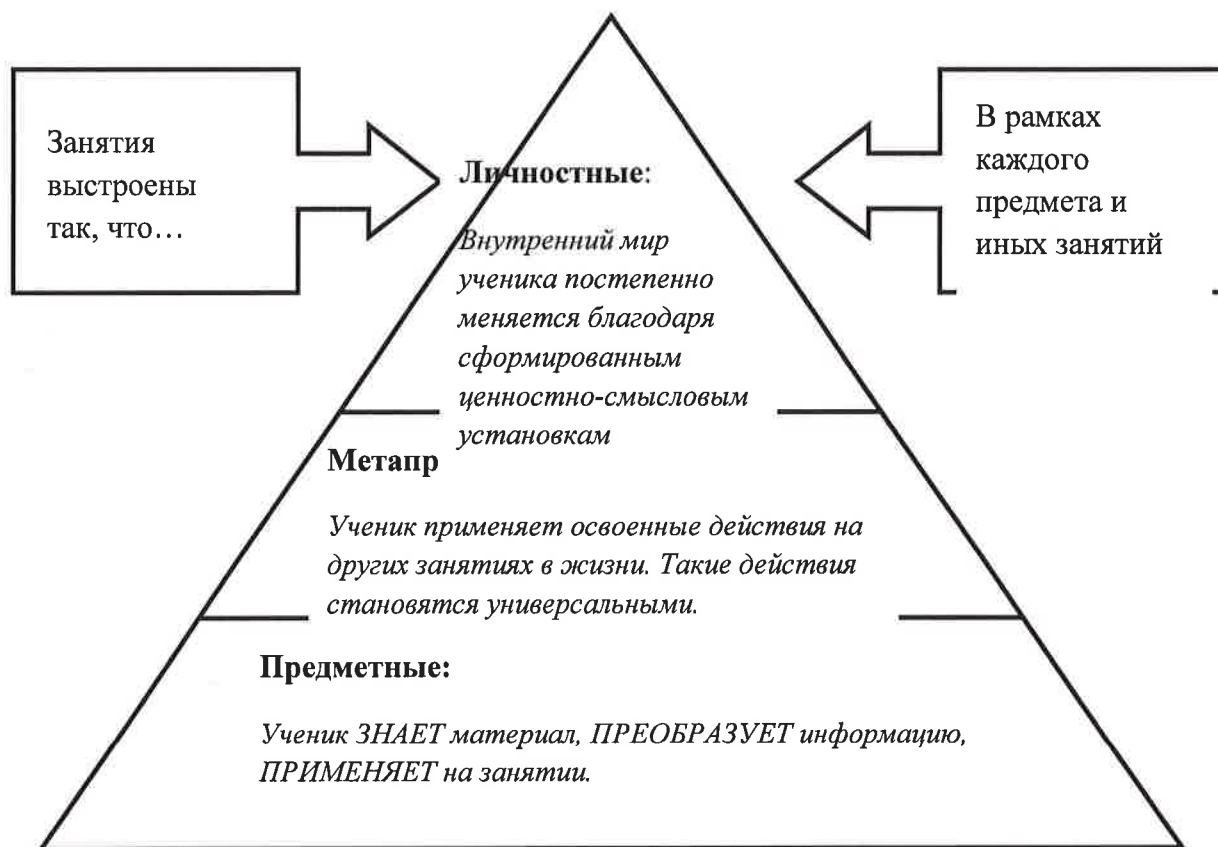 Занятия
выстроены
так, что…
В рамках
каждого
предмета и
иных занятий
Личностные:
Внутренний мир
ученика постепенно
меняется благодаря
сформированным
ценностно-смысловым
установкам
Метапр
Ученик применяет освоенные действия на
других занятиях в жизни. Такие действия
становятся универсальными.
Предметные:
Ученик ЗНАЕТ материал, ПРЕОБРАЗУЕТ информацию,
ПРИМЕНЯЕТ на занятии.